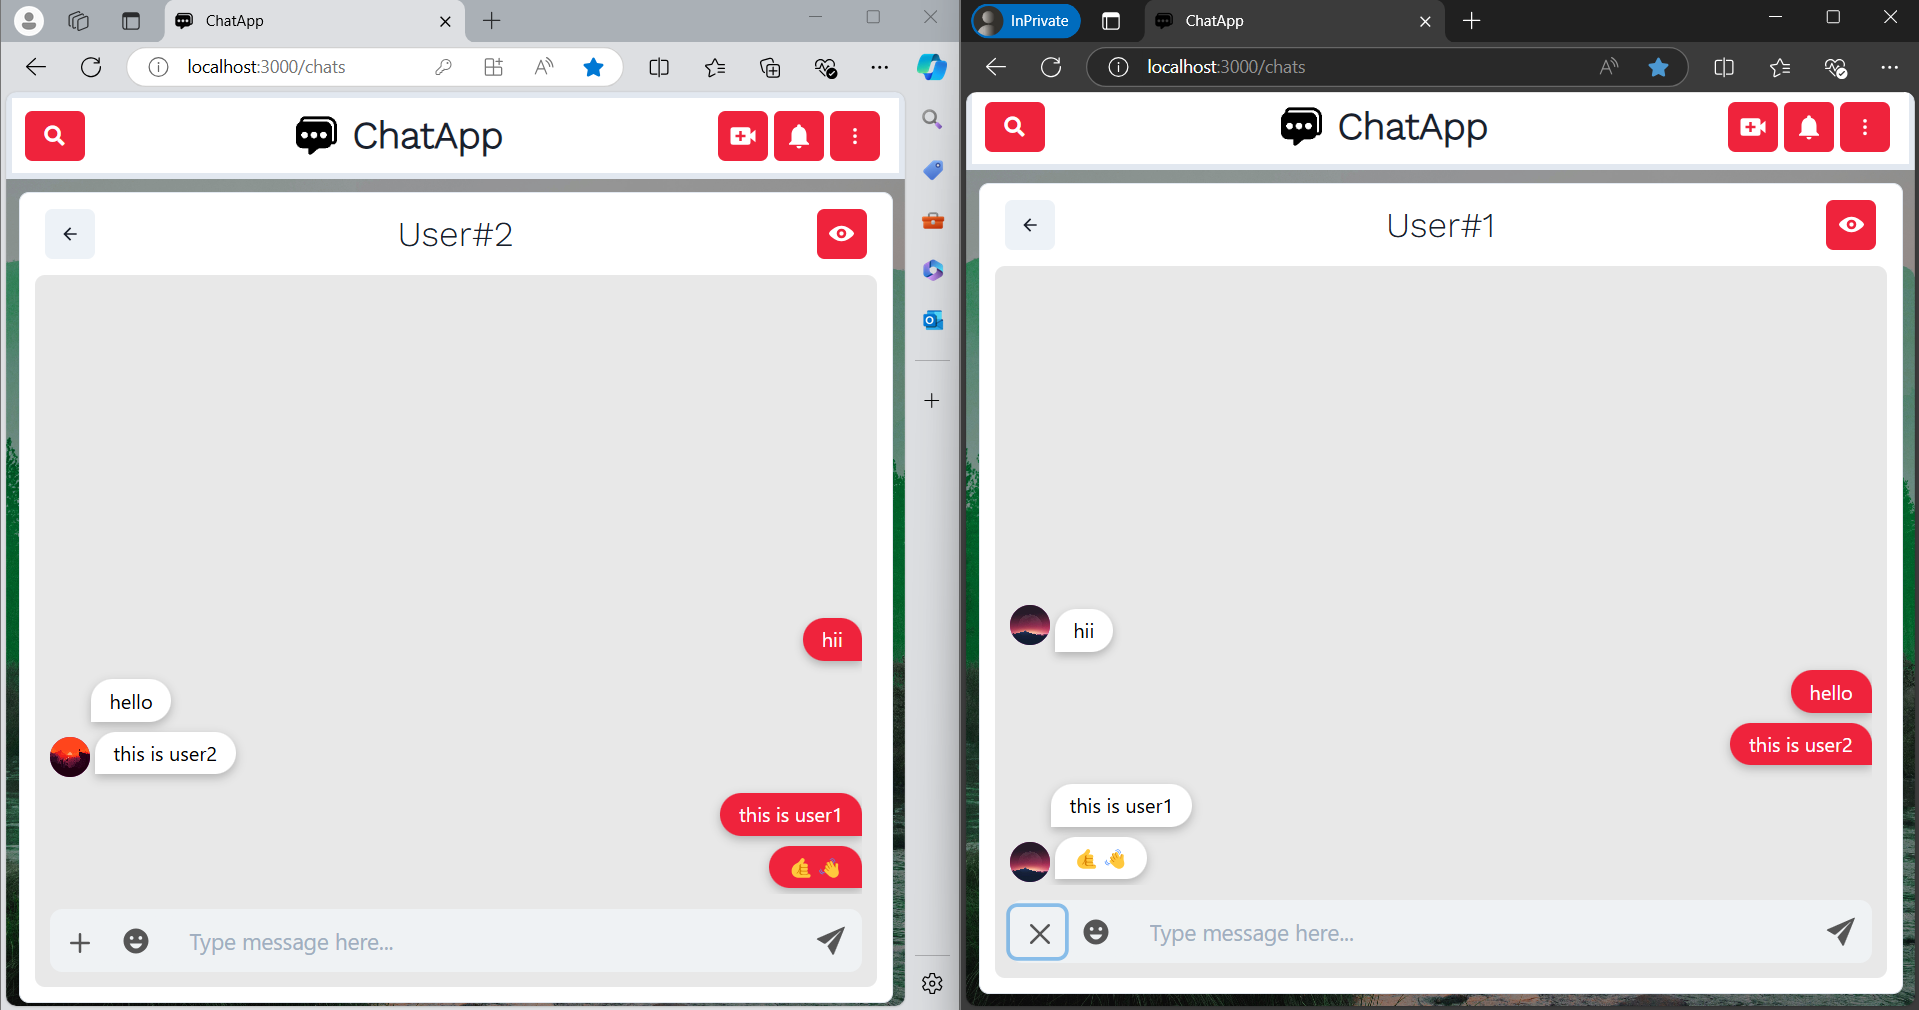 ChatApp
localhost:3000/chats
ChatApp
User#2
hii
hello
this is user2
this is user1
🤙 👋
Type message here...
InPrivate
ChatApp
localhost:3000/chats
ChatApp
User#1
hii
hello
this is user2
this is user1
🤙 👋
Type message here...